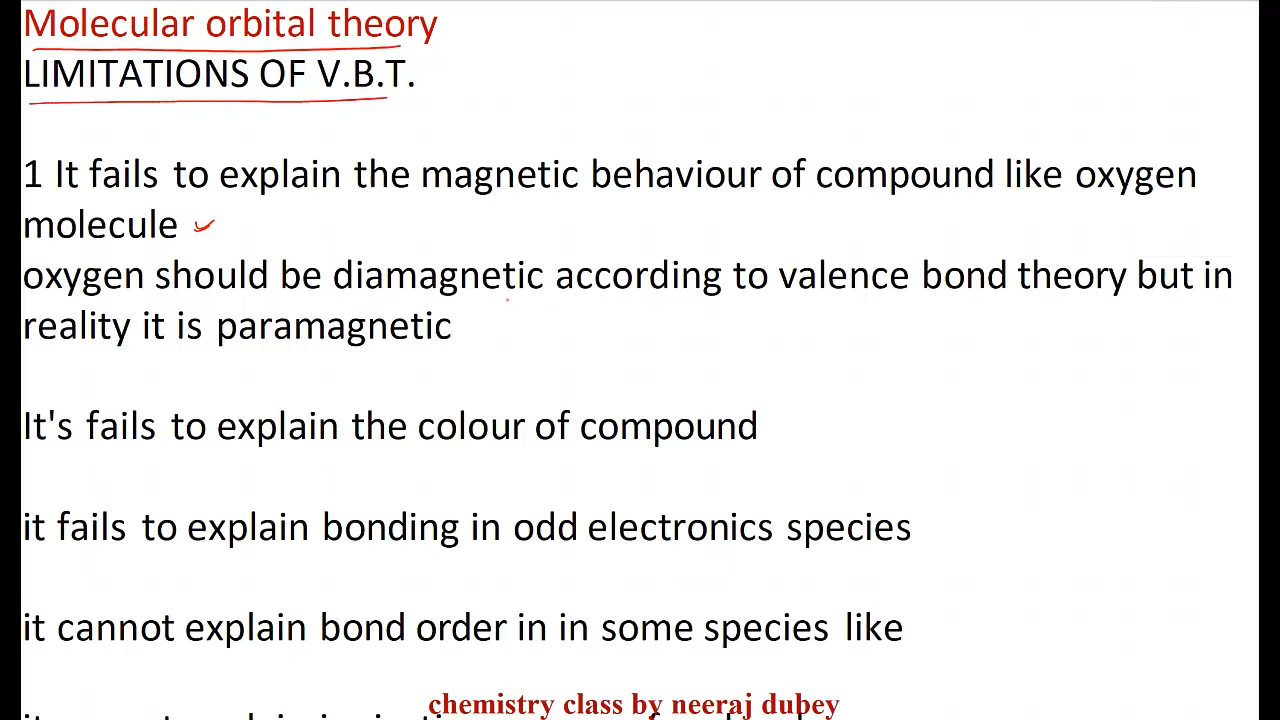 Molecular orbital theory
LIMITATIONS OF V.B.T.
1 It fails to explain the magnetic behaviour of compound like oxygen
molecule
oxygen should be diamagnetic according to valence bond theory but in
reality it is paramagnetic
It's fails to explain the colour of compound
it fails to explain bonding in odd electronics species
it cannot explain bond order in in some species like
chemistry class by neeraj dubey